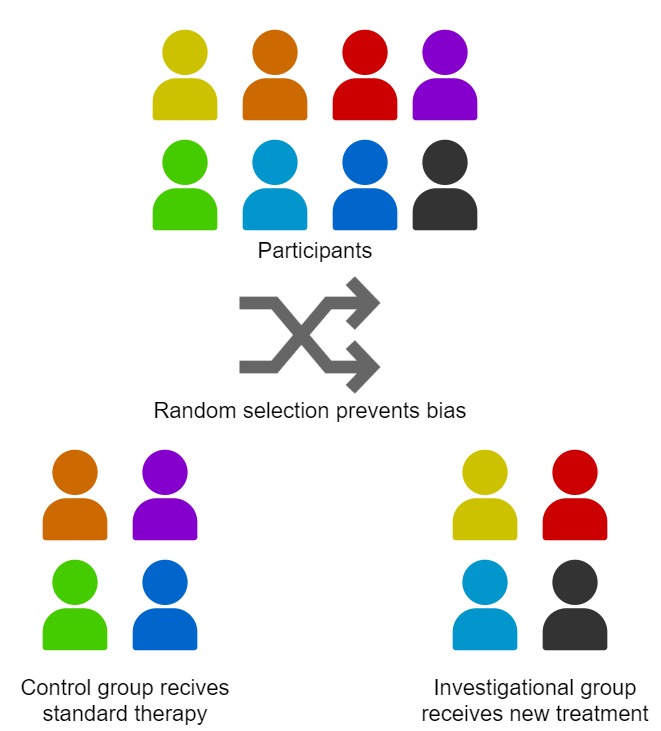 Participants
Random selection prevents bias
Control group recives
standard therapy
Investigational group
receives new treatment